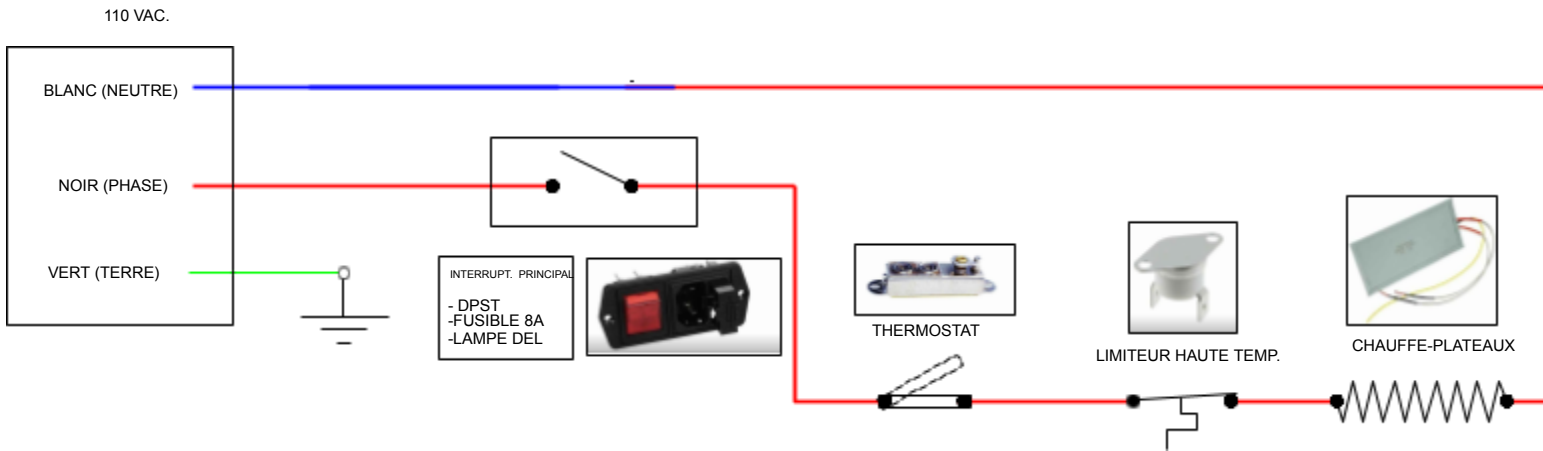 110 VAC.
BLANC (NEUTRE)
NOIR (PHASE)
VERT (TERRE)
INTERRUPT. PRINCIPAL
- DPST
-FUSIBLE 8A
-LAMPE DEL
THERMOSTAT
LIMITEUR HAUTE TEMP.
CHAUFFE-PLATEAUX